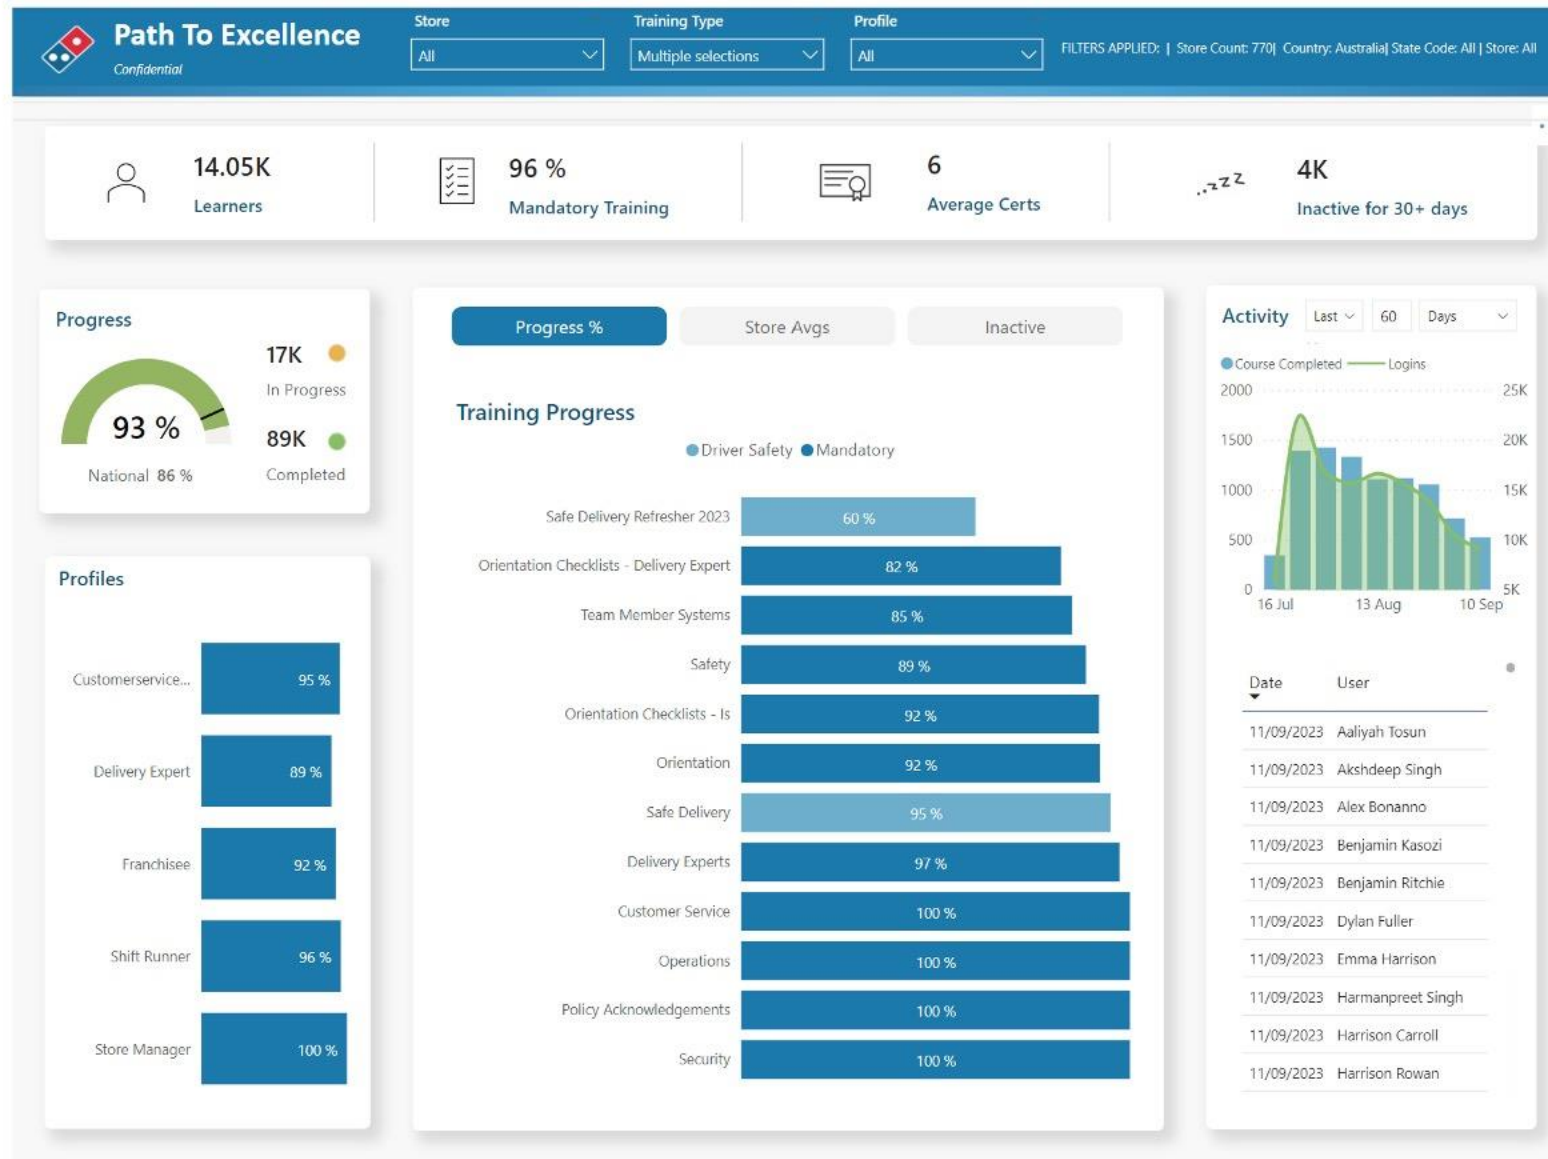 Path To Excellence
Confidential
Store
All
Training Type
Multiple selections
Profile
All
FILTERS APPLIED: | Store Count: 770| Country: Australia| State Code: All | Store: All
14.05K
Learners
96 %
Mandatory Training
6
Average Certs
..zzZ
4K
Inactive for 30+ days
Progress
93 %
National 86 %
17K
In Progress
89K
Completed
Profiles
Customerservice... 95 %
Delivery Expert 89 %
Franchisee 92 %
Shift Runner 96 %
Store Manager 100 %
Progress %
Store Avgs
Inactive
Training Progress
Driver Safety Mandatory
Safe Delivery Refresher 2023 60 %
Orientation Checklists - Delivery Expert 82 %
Team Member Systems 85 %
Safety 89 %
Orientation Checklists - Is 92 %
Orientation 92 %
Safe Delivery 95 %
Delivery Experts 97 %
Customer Service 100 %
Operations 100 %
Policy Acknowledgements 100 %
Security 100 %
Activity Last 60 Days
Course Completed Logins
2000 25K
1500 20K
1000 15K
500 10K
0 5K
16 Jul 13 Aug 10 Sep
Date User
11/09/2023 Aaliyah Tosun
11/09/2023 Akshdeep Singh
11/09/2023 Alex Bonanno
11/09/2023 Benjamin Kasozi
11/09/2023 Benjamin Ritchie
11/09/2023 Dylan Fuller
11/09/2023 Emma Harrison
11/09/2023 Harmanpreet Singh
11/09/2023 Harrison Carroll
11/09/2023 Harrison Rowan